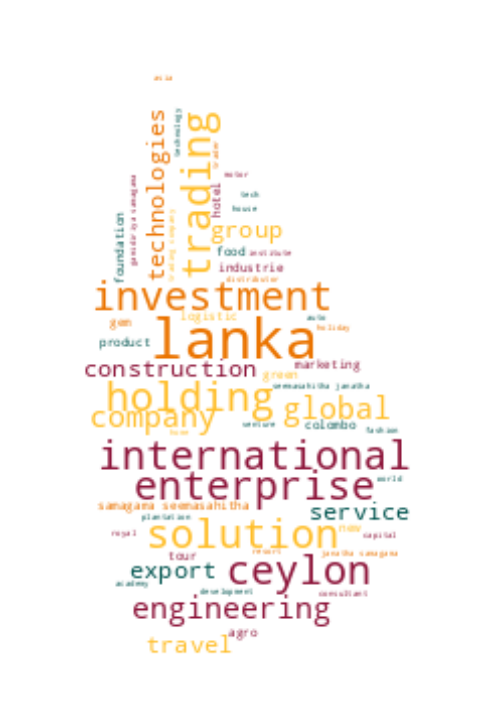 asia
technologies
technology
trading
trader
motor
gamidiriya samagama
hotel
tech
house
foundation
trading company
group
food institute
industrie
distributor
investment
gem
logistic
auto
holiday
lanka
product
construction
marketing
green
holding
seemasahitha janatha
company
global
venture
colombo
fashion
home
international
enterprise
world
samagama seemasahitha
service
plantation
solution
new
royal
capital
tour
resort
janatha samagama
export
ceylon
academy
development
consultant
engineering
agro
travel